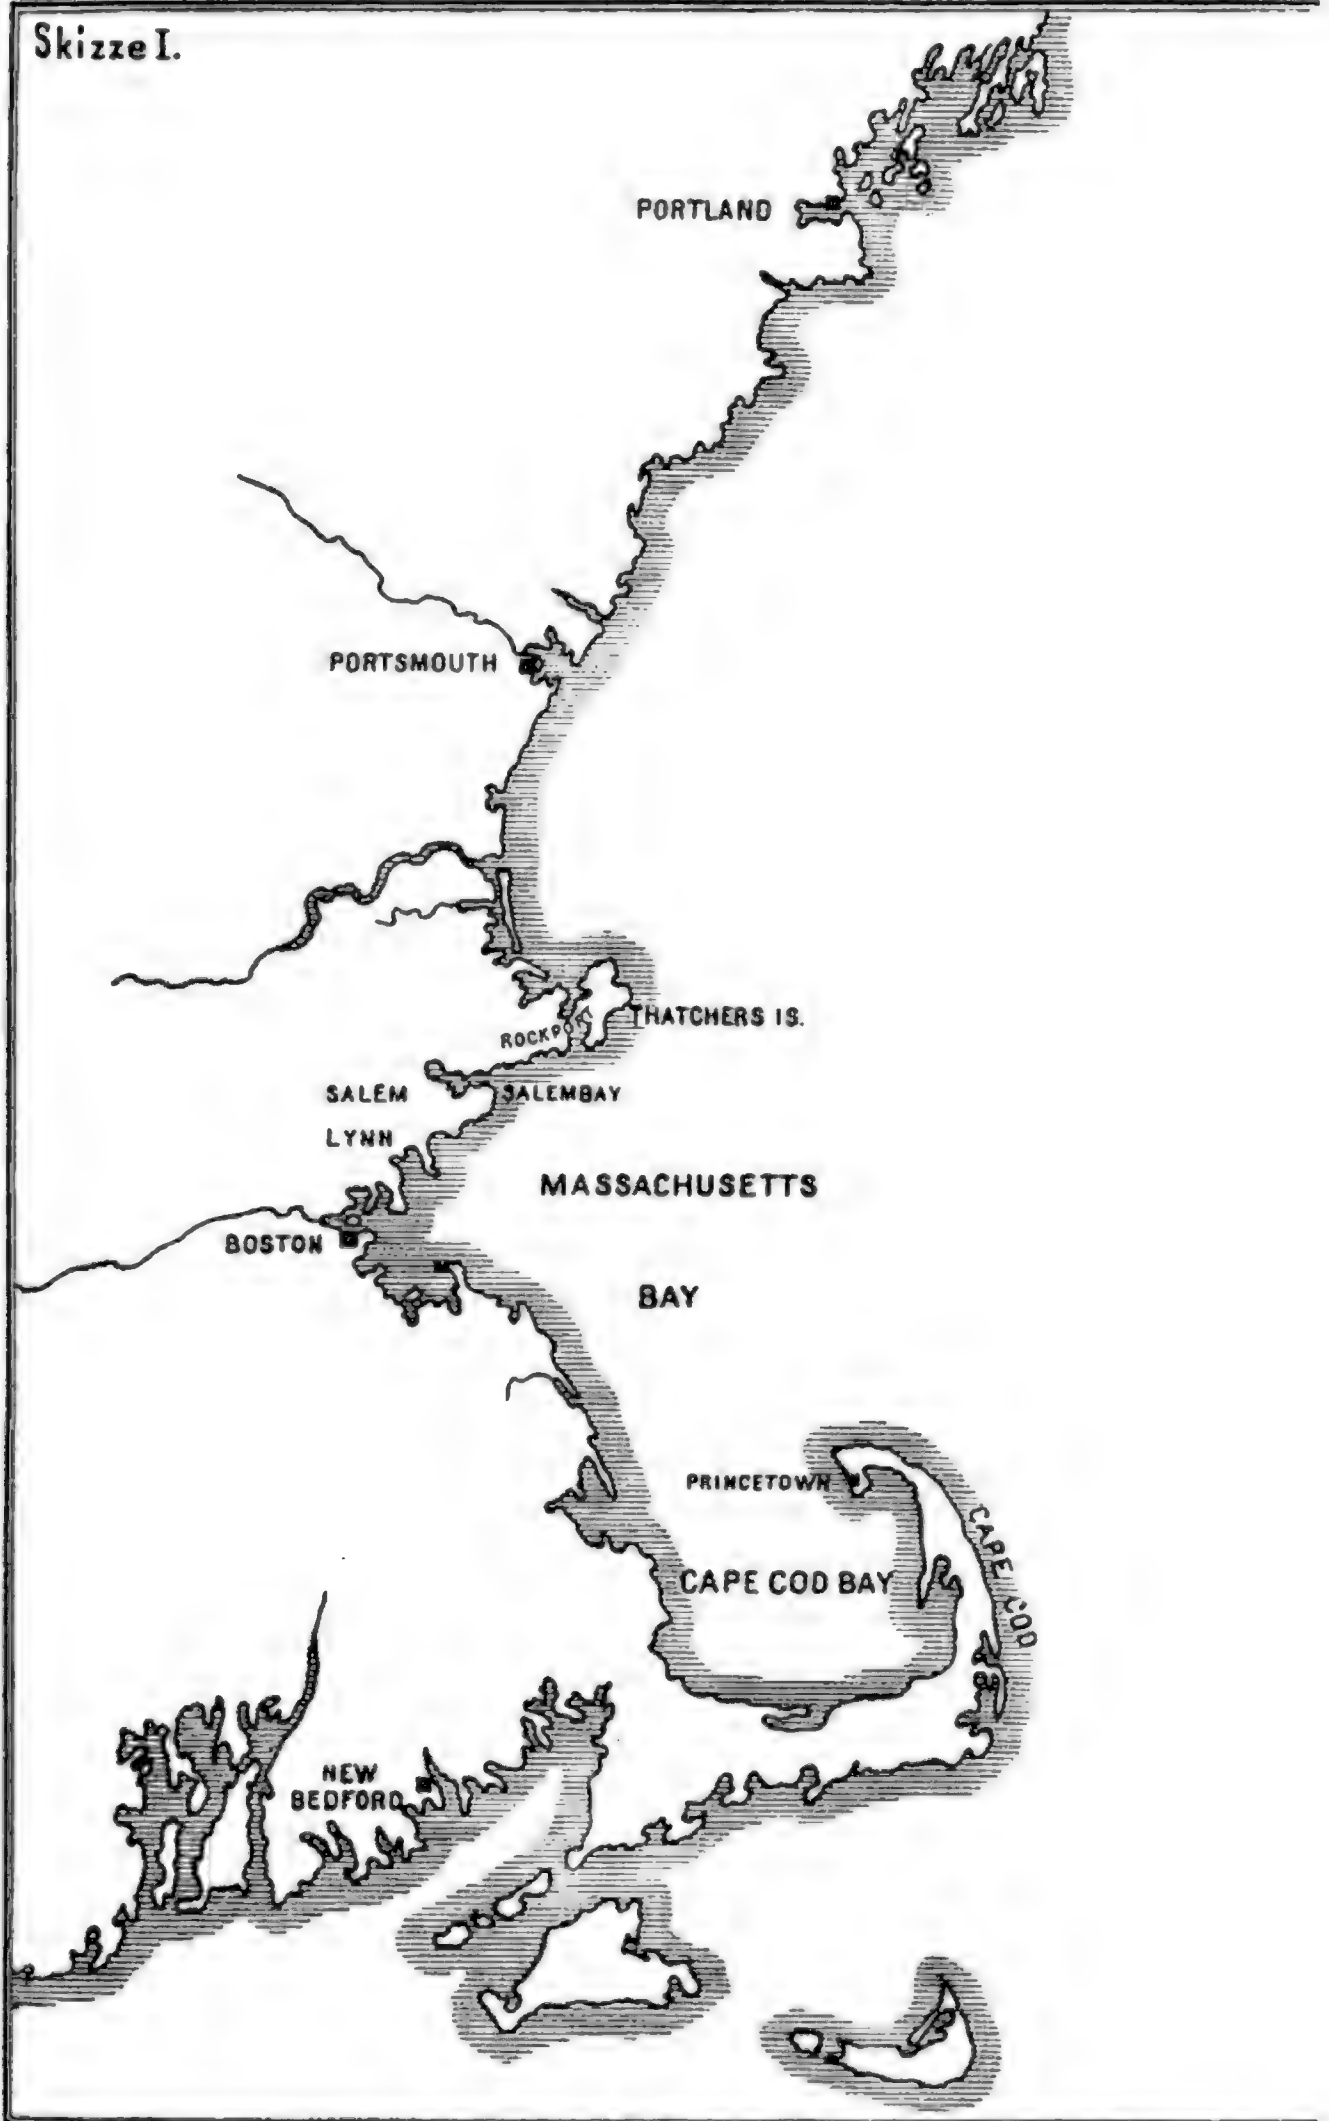 Skizze I.
PORTLAND
PORTSMOUTH
THATCHERS IS.
ROCKPORT
SALEM
SALEMBAY
LYNN
MASSACHUSETTS
BOSTON
BAY
PRINCETOWN
CAPE COD
CAPE COD BAY
NEW
BEDFORD